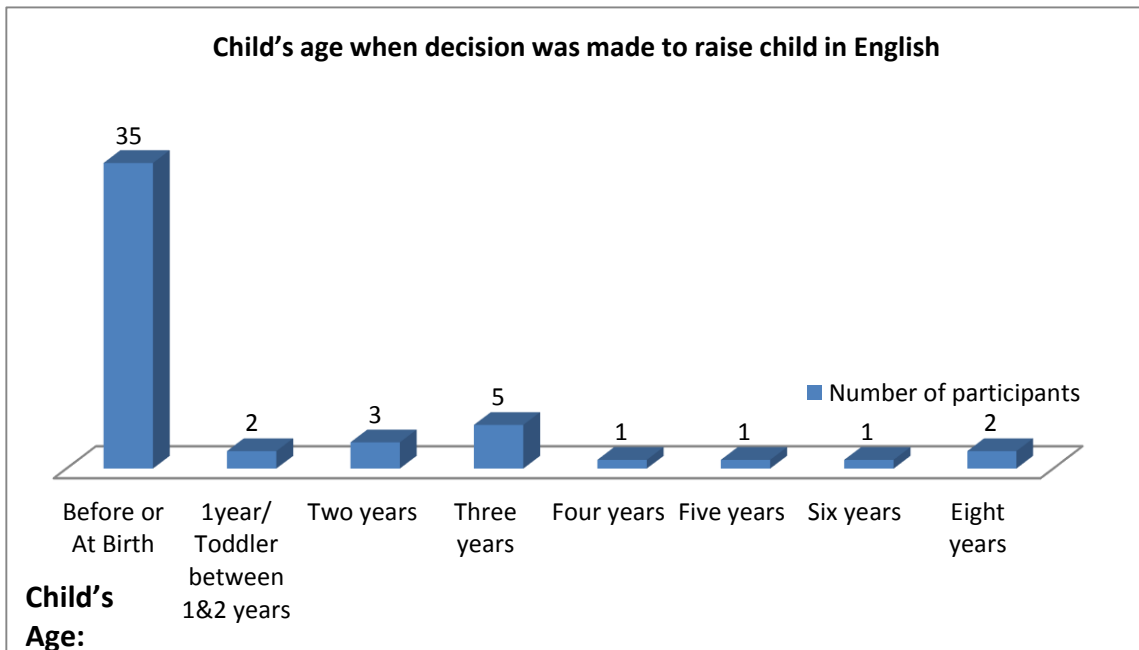 Child’s age when decision was made to raise child in English
35
2
3
5
1
1
1
2
Number of participants
Before or
At Birth
1year/
Toddler
between
1&2 years
Two years
Three
years
Four years
Five years
Six years
Eight
years
Child’s
Age: